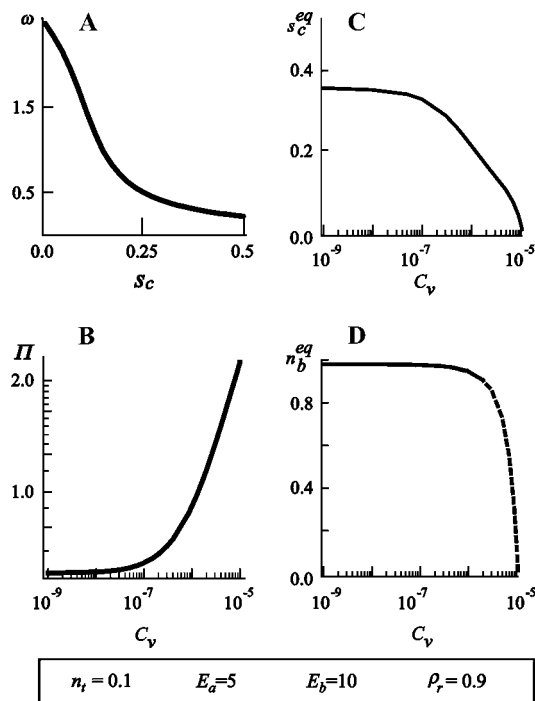 A
ω
1.5
0.5
0.0 0.25 0.5
s_c
C
s_c^eq
0.4
0.2
0.0
10^-9 10^-7 10^-5
C_v
B
Π
2.0
1.0
10^-9 10^-7 10^-5
C_v
D
n_b^eq
0.8
0.4
0.0
10^-9 10^-7 10^-5
C_v
n_t = 0.1 E_a=5 E_b=10 ρ_r = 0.9